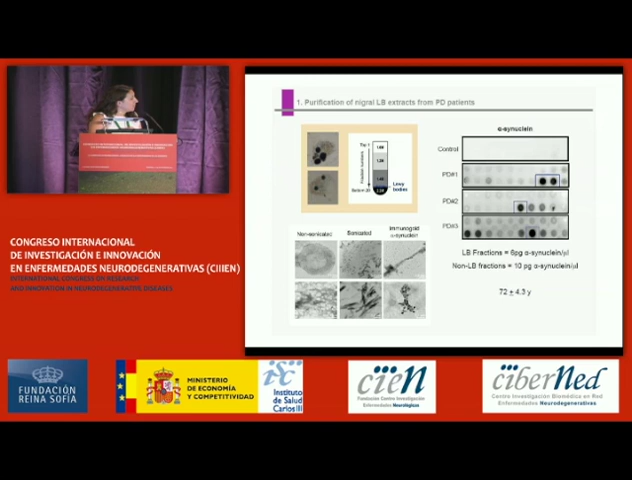 1. Purification of nigral LB extracts from PD patients
α-synuclein
Control
PD#1
PD#2
PD#3
Lewy
bodies
Non-sonicated
Sonicated
Immunogold
α-synuclein
LB Fractions = 6pg α-synuclein/µl
Non-LB fractions = 10 pg α-synuclein/µl
72 ± 4.3 y
CONGRESO INTERNACIONAL
DE INVESTIGACIÓN E INNOVACIÓN
EN ENFERMEDADES NEURODEGENERATIVAS (CIIIEN)
INTERNATIONAL CONGRESS ON RESEARCH
AND INNOVATION IN NEURODEGENERATIVE DISEASES
FUNDACIÓN
REINA SOFÍA
MINISTERIO
DE ECONOMÍA
Y COMPETITIVIDAD
isc
Instituto
de Salud
Carlos III
cien
Fundación Centro Investigación
Enfermedades Neurológicas
ciberned
Centro Investigación Biomédica en Red
Enfermedades Neurodegenerativas